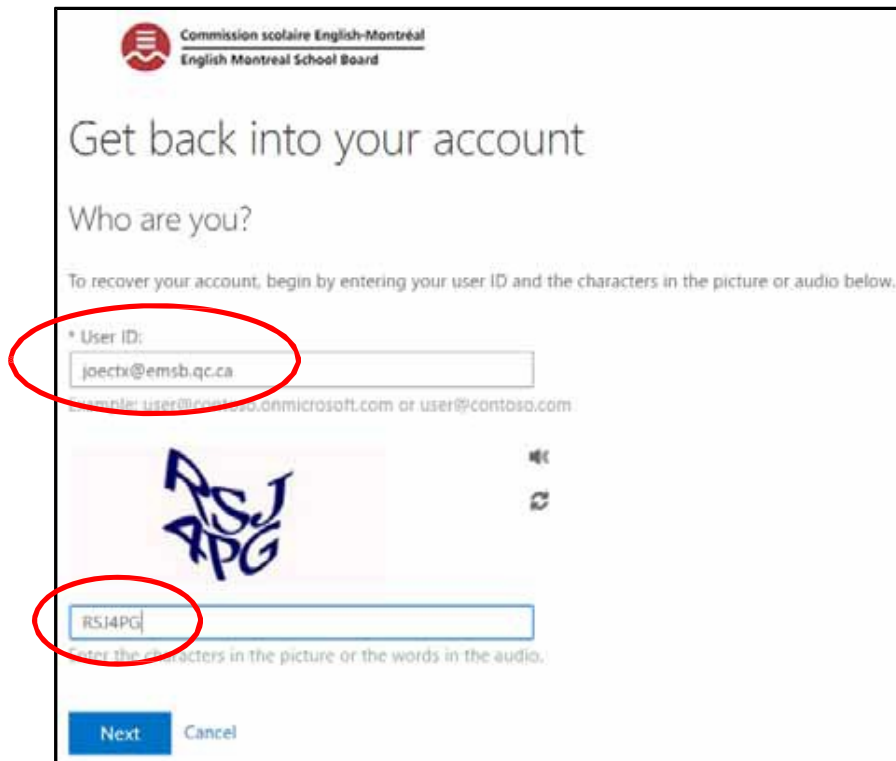 Commission scolaire English-Montréal
English Montreal School Board
Get back into your account
Who are you?
To recover your account, begin by entering your user ID and the characters in the picture or audio below.
* User ID:
joectx@emsb.qc.ca
Example: user@contoso.onmicrosoft.com or user@contoso.com
RSJ
4PG
RSJ4PG
Enter the characters in the picture or the words in the audio.
Next Cancel